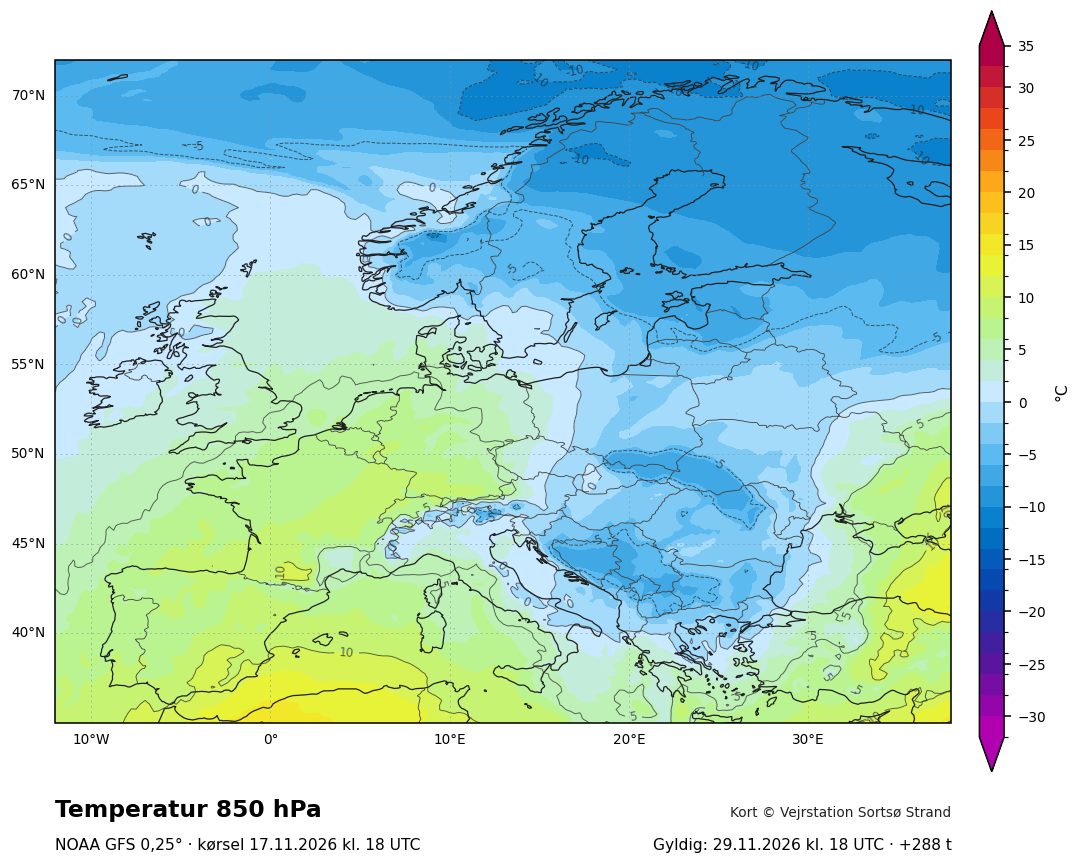 35
30
25
20
15
10
5
0
−5
−10
−15
−20
−25
−30
°C
70°N
65°N
60°N
55°N
50°N
45°N
40°N
10°W
0°
10°E
20°E
30°E
Temperatur 850 hPa
Kort © Vejrstation Sortsø Strand
NOAA GFS 0,25° · kørsel 17.11.2026 kl. 18 UTC
Gyldig: 29.11.2026 kl. 18 UTC · +288 t